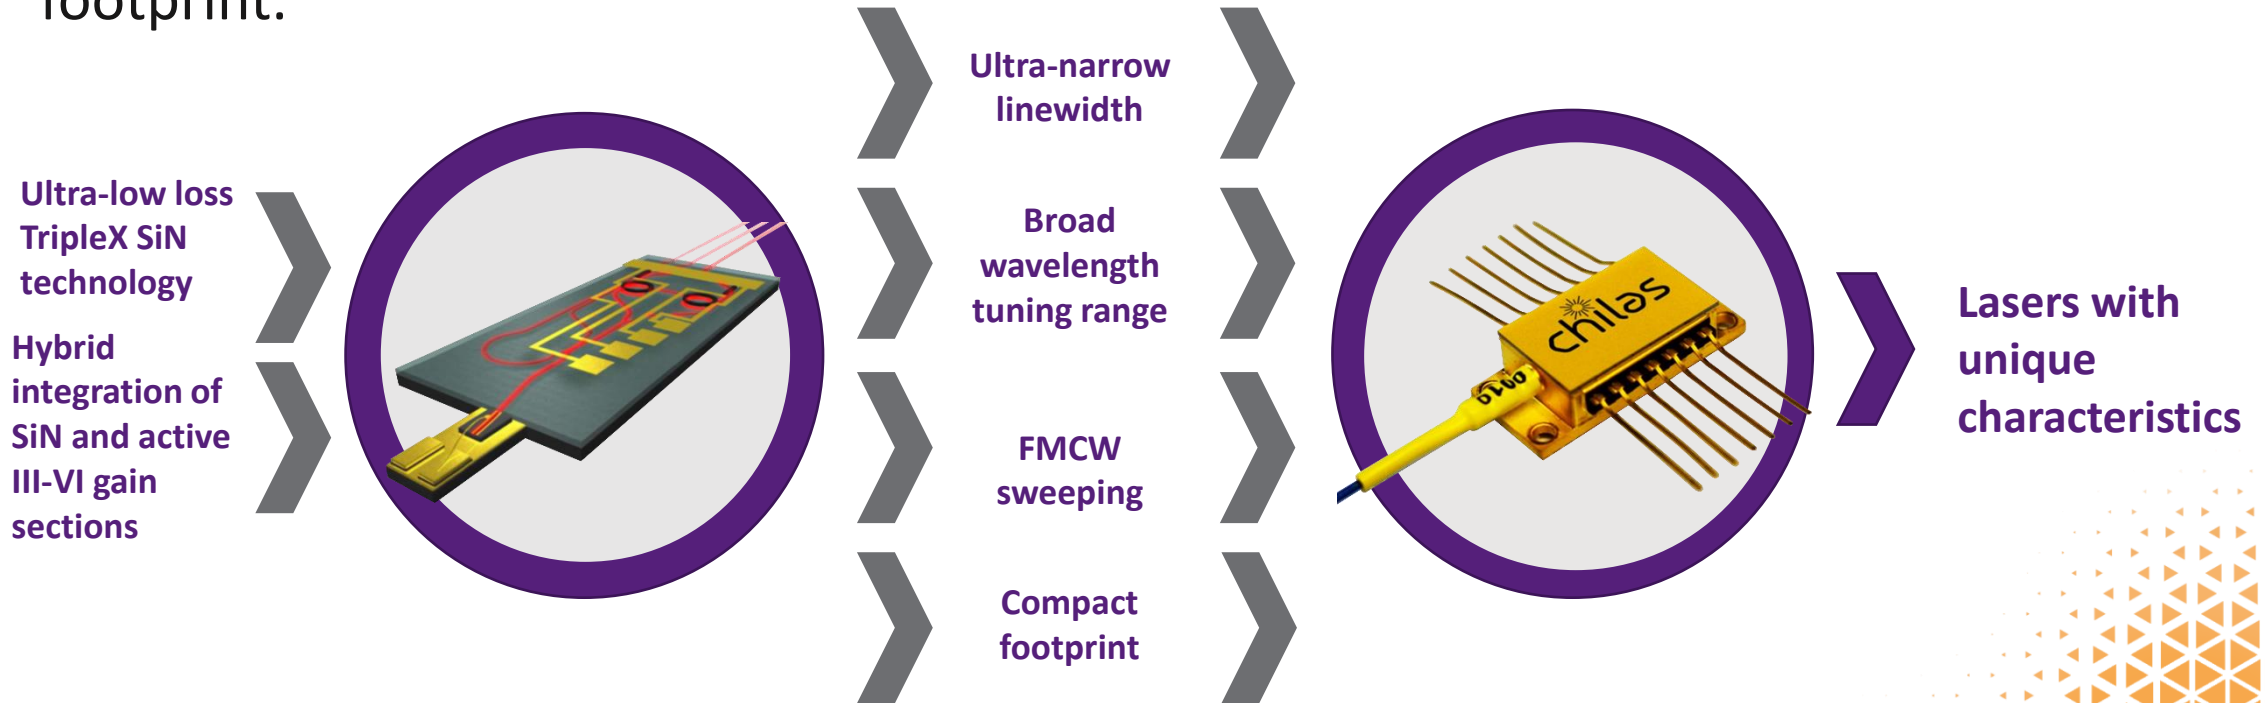 footprint.
Ultra-low loss
TripleX SiN
technology
Hybrid
integration of
SiN and active
III-VI gain
sections
Ultra-narrow
linewidth
Broad
wavelength
tuning range
FMCW
sweeping
Compact
footprint
chilas
0019
Lasers with
unique
characteristics